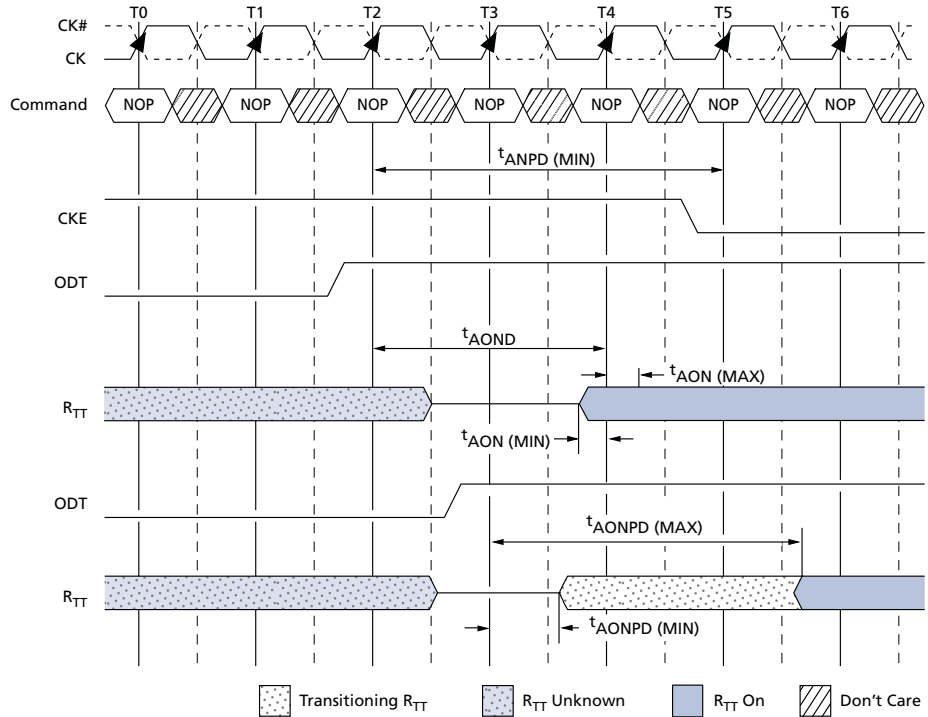 T0 T1 T2 T3 T4 T5 T6
CK#
CK
Command NOP NOP NOP NOP NOP NOP NOP
tANPD (MIN)
CKE
ODT
tAOND
tAON (MAX)
RTT
tAON (MIN)
ODT
tAONPD (MAX)
RTT
tAONPD (MIN)
Transitioning RTT RTT Unknown RTT On Don't Care